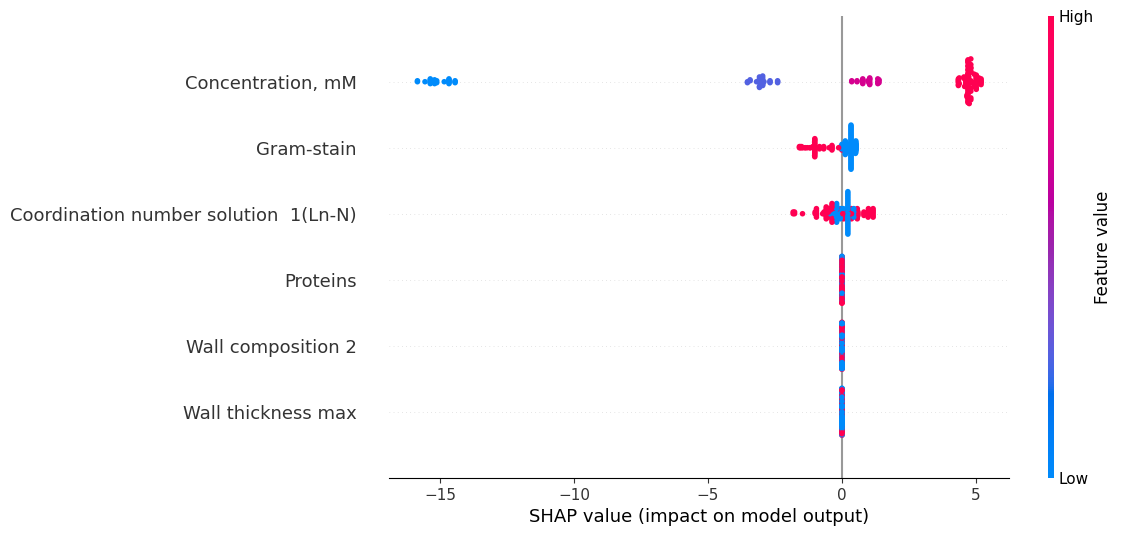 High
Concentration, mM
Gram-stain
Coordination number solution  1(Ln-N)
Proteins
Wall composition 2
Wall thickness max
Feature value
Low
−15 −10 −5 0 5
SHAP value (impact on model output)